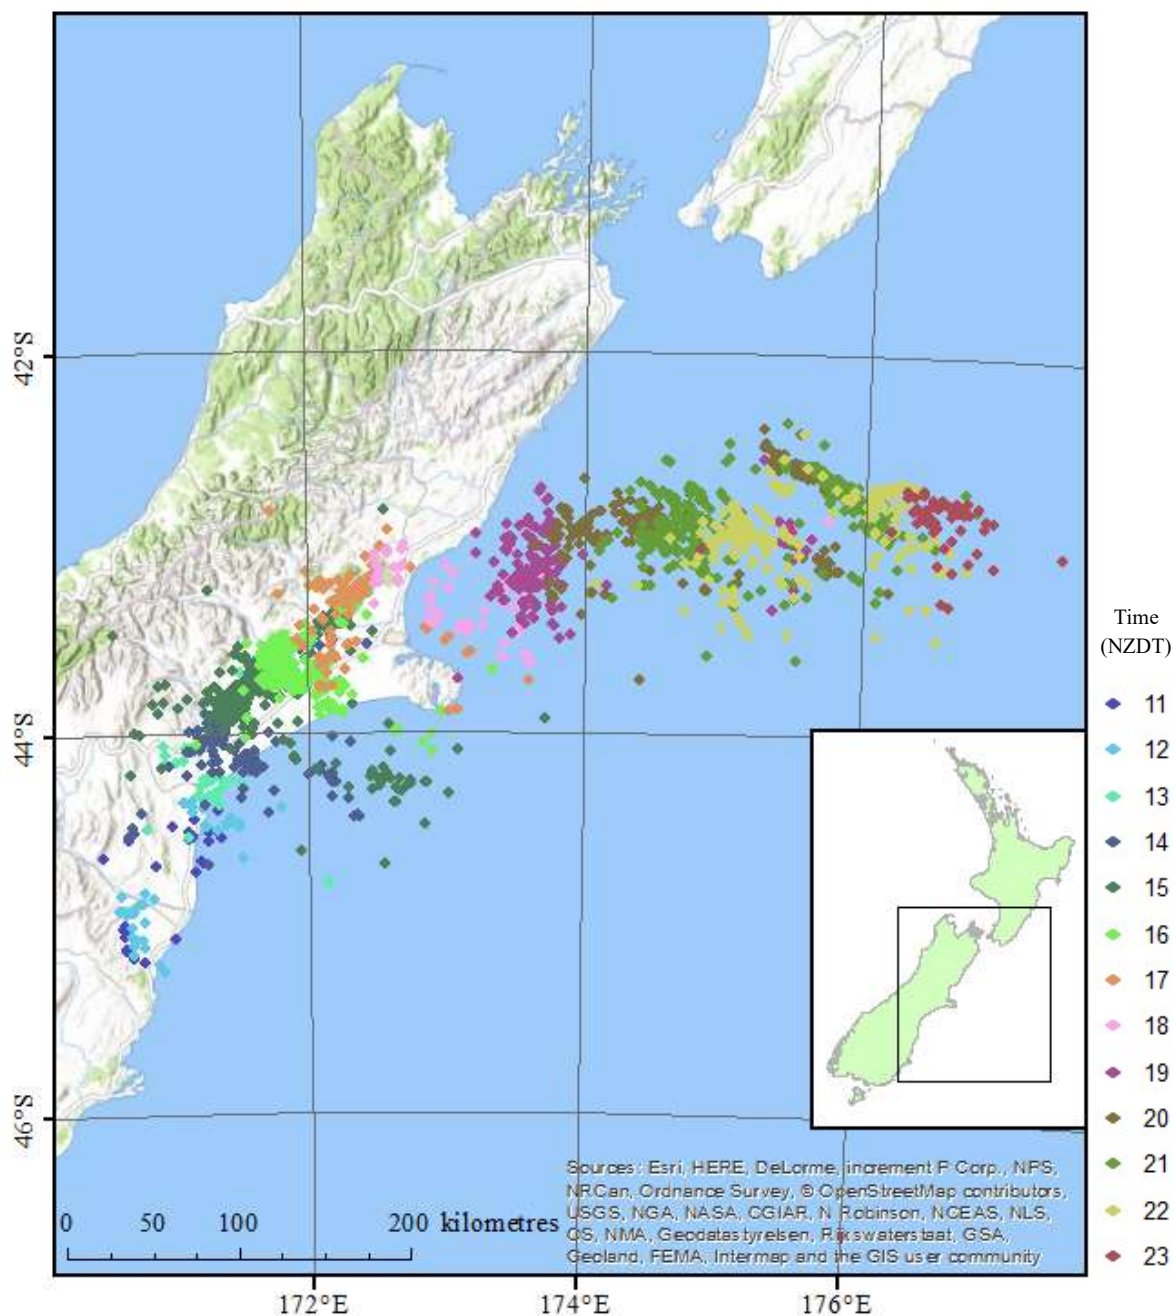 42°S
44°S
46°S
Time
(NZDT)
11
12
13
14
15
16
17
18
19
20
21
22
23
Sources: Esri, HERE, DeLorme, increment P Corp., NPS,
NRCan, Ordnance Survey, © OpenStreetMap contributors,
USGS, NGA, NASA, CGIAR, N Robinson, NCEAS, NLS,
OS, NMA, Geodatastyrelsen, Rijkswaterstaat, GSA,
Geoland, FEMA, Intermap and the GIS user community
0 50 100 200 kilometres
172°E 174°E 176°E